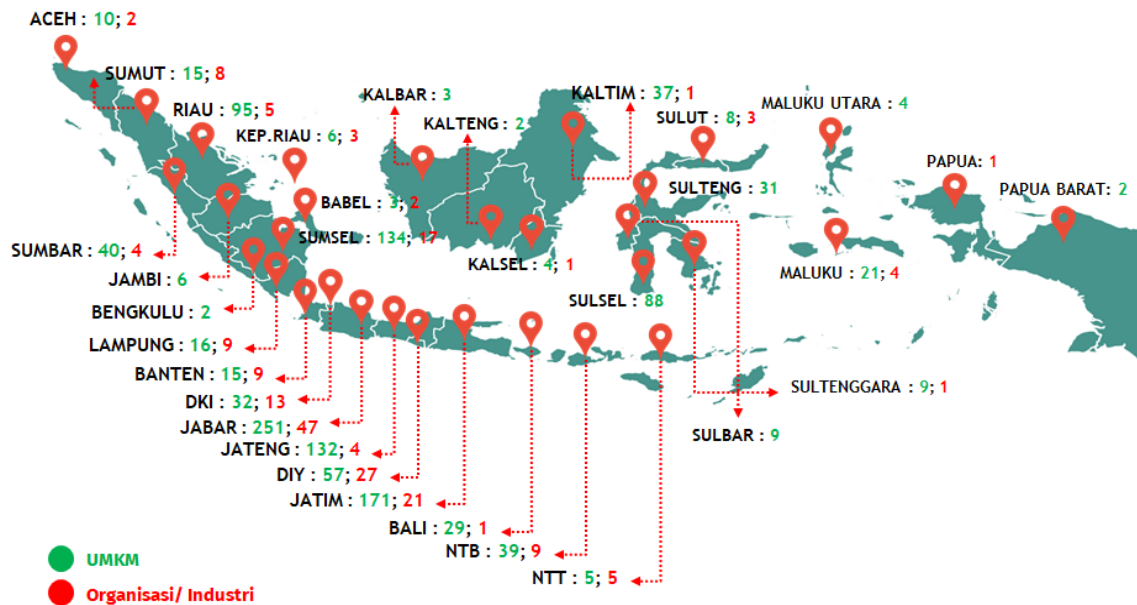 ACEH : 10; 2
SUMUT : 15; 8
RIAU : 95; 5
KEP.RIAU : 6; 3
KALBAR : 3
KALTENG : 2
KALTIM : 37; 1
SULUT : 8; 3
MALUKU UTARA : 4
PAPUA: 1
PAPUA BARAT: 2
BABEL : 3; 2
SULTENG : 31
SUMSEL : 134; 17
SUMBAR : 40; 4
KALSEL : 4; 1
MALUKU : 21; 4
JAMBI : 6
SULSEL : 88
BENGKULU : 2
LAMPUNG : 16; 9
BANTEN : 15; 9
SULTENGGARA : 9; 1
DKI : 32; 13
JABAR : 251; 47
SULBAR : 9
JATENG : 132; 4
DIY : 57; 27
JATIM : 171; 21
BALI : 29; 1
NTB : 39; 9
NTT : 5; 5
UMKM
Organisasi/ Industri